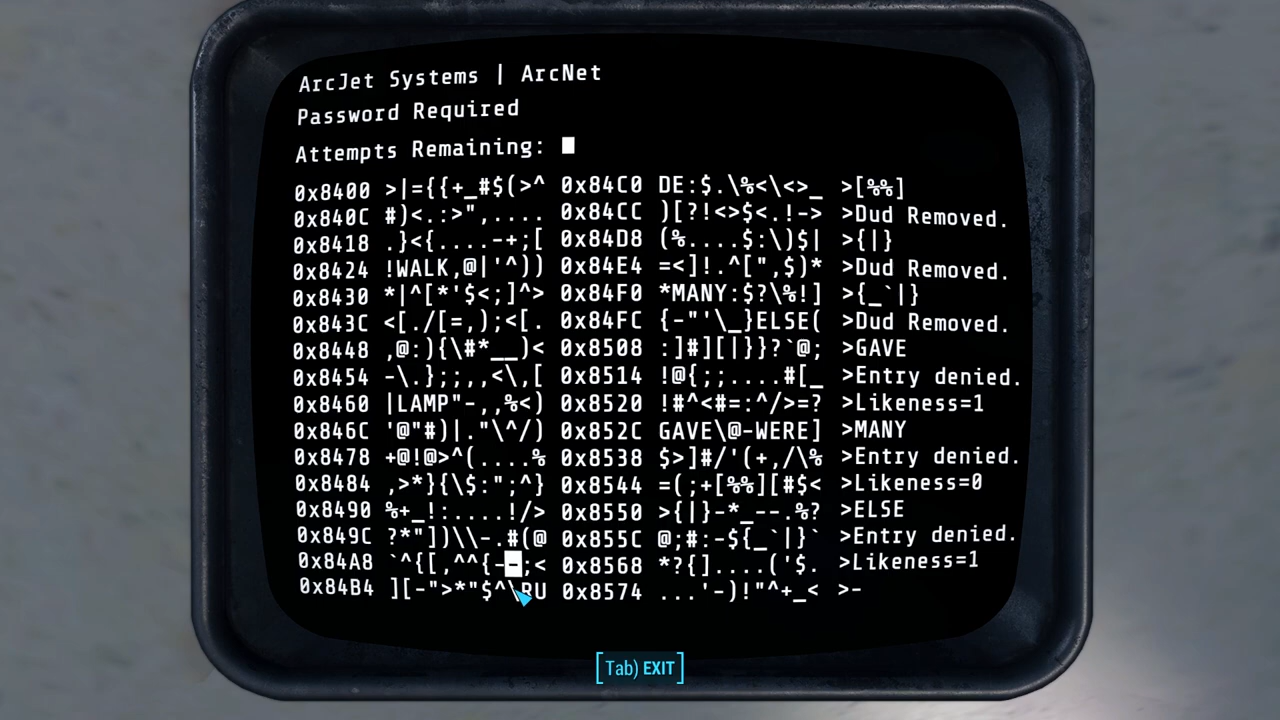 ArcJet Systems | ArcNet
Password Required
Attempts Remaining: ■
0x8400 >|={{+_#$(>^ 0x84C0 DE:$.\%<\<>_ >[%%]
0x840C #)<.:>",.... 0x84CC )[?!<>$<.!-> >Dud Removed.
0x8418 .}<{....-+;[ 0x84D8 (%....$:\)$| >{|}
0x8424 !WALK,@|'^)) 0x84E4 =<]!.^[",$)* >Dud Removed.
0x8430 *|^[*'$<;]^> 0x84F0 *MANY:$?\%!] >{_`|}
0x843C <[./[=,);<[. 0x84FC {-"'\_}ELSE( >Dud Removed.
0x8448 ,@:){\#*__)< 0x8508 :]#][|}}?`@; >GAVE
0x8454 -\.};;,,<\,[ 0x8514 !@{;;....#[_ >Entry denied.
0x8460 |LAMP"-,,%<) 0x8520 !#^<#=:^/>=? >Likeness=1
0x846C '@"#)|."\^/) 0x852C GAVE\@-WERE] >MANY
0x8478 +@!@>^(....% 0x8538 $>]#/'(+,/\% >Entry denied.
0x8484 ,>*}{\$:";^} 0x8544 =(;+[%%][#$< >Likeness=0
0x8490 %+_!:....!/> 0x8550 >{|}-*_--.%? >ELSE
0x849C ?*"])\\-.#(@ 0x855C @;#:-${_`|}` >Entry denied.
0x84A8 `^{[,^^{--;< 0x8568 *?{]....('$. >Likeness=1
0x84B4 ][-">*"$^\RU 0x8574 ...'-)!"^+_< >-
[Tab) EXIT]